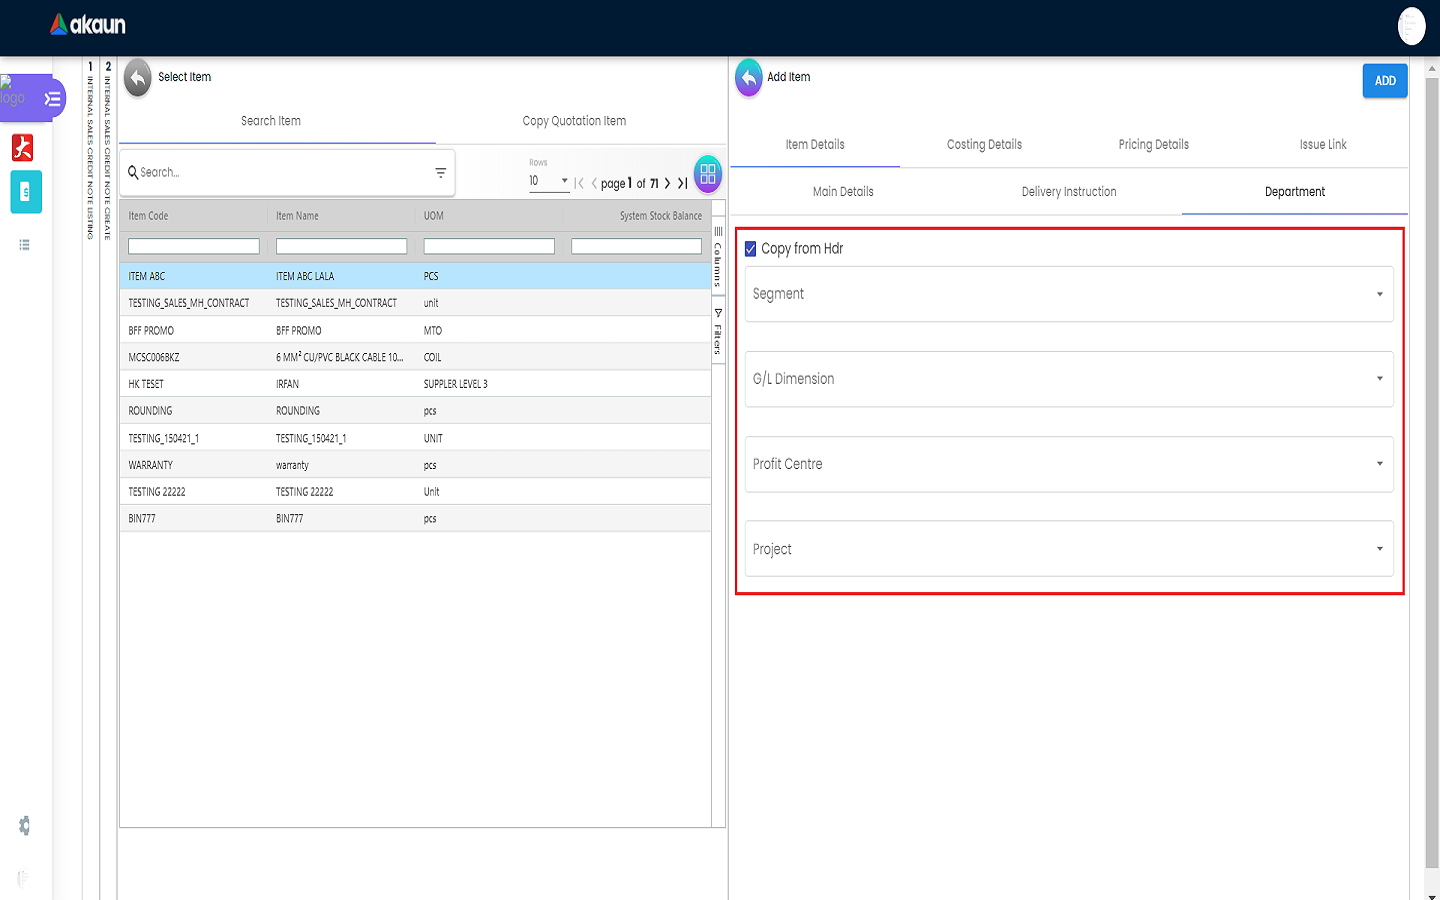 akaun
logo
1 INTERNAL SALES CREDIT NOTE LISTING
2 INTERNAL SALES CREDIT NOTE CREATE
Select Item
Search Item
Copy Quotation Item
Search...
Rows
10
page 1 of 71
Item Code
Item Name
UOM
System Stock Balance
ITEM ABC
ITEM ABC LALA
PCS
TESTING_SALES_MH_CONTRACT
TESTING_SALES_MH_CONTRACT
unit
BFF PROMO
BFF PROMO
MTO
MCSC006BKZ
6 MM² CU/PVC BLACK CABLE 10...
COIL
HK TESET
IRFAN
SUPPLER LEVEL 3
ROUNDING
ROUNDING
pcs
TESTING_150421_1
TESTING_150421_1
UNIT
WARRANTY
warranty
pcs
TESTING 22222
TESTING 22222
Unit
BIN777
BIN777
pcs
Columns
Filters
Add Item
ADD
Item Details
Costing Details
Pricing Details
Issue Link
Main Details
Delivery Instruction
Department
Copy from Hdr
Segment
G/L Dimension
Profit Centre
Project